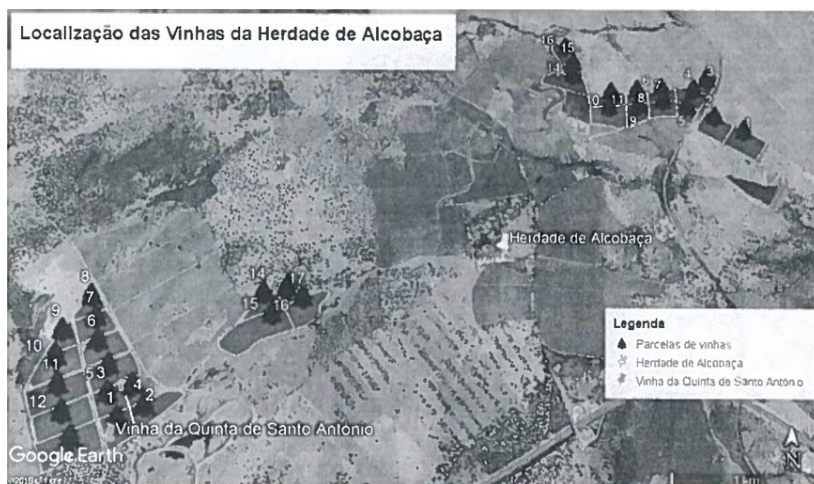 Localização das Vinhas da Herdade de Alcobaça
16 15
14
10 11 8 7 4 3
9 5
Herdade de Alcobaça
14 17
15 16
8
7
9 6
10
11 5 3
12 1 4 2
Vinha da Quinta de Santo António
Legenda
Parcelas de vinhas
Herdade de Alcobaça
Vinha da Quinta de Santo António
Google Earth
N